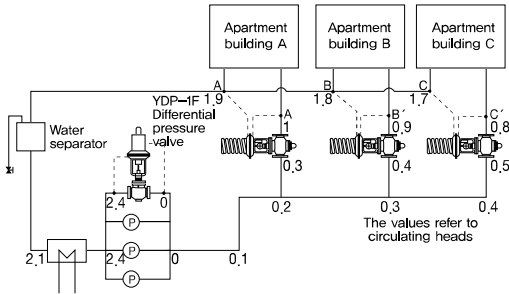 Apartment
building A
Apartment
building B
Apartment
building C
A
1.9
B
1.8
C
1.7
YDP-1F
Differential
pressure
valve
Water
separator
A
1
B´
0.9
C´
0.8
0.3
0.4
0.5
2.4
0
P
0.2
0.3
0.4
The values refer to
circulating heads
2.1
2.4
P
0
0.1
P